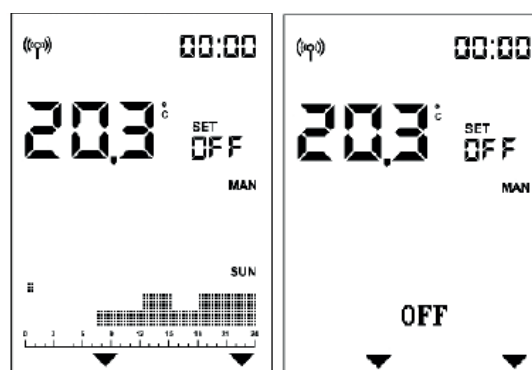 00:00
20,3 °C
SET
OFF
MAN
SUN
0 3 6 9 12 15 18 21 24
00:00
20,3 °C
SET
OFF
MAN
OFF